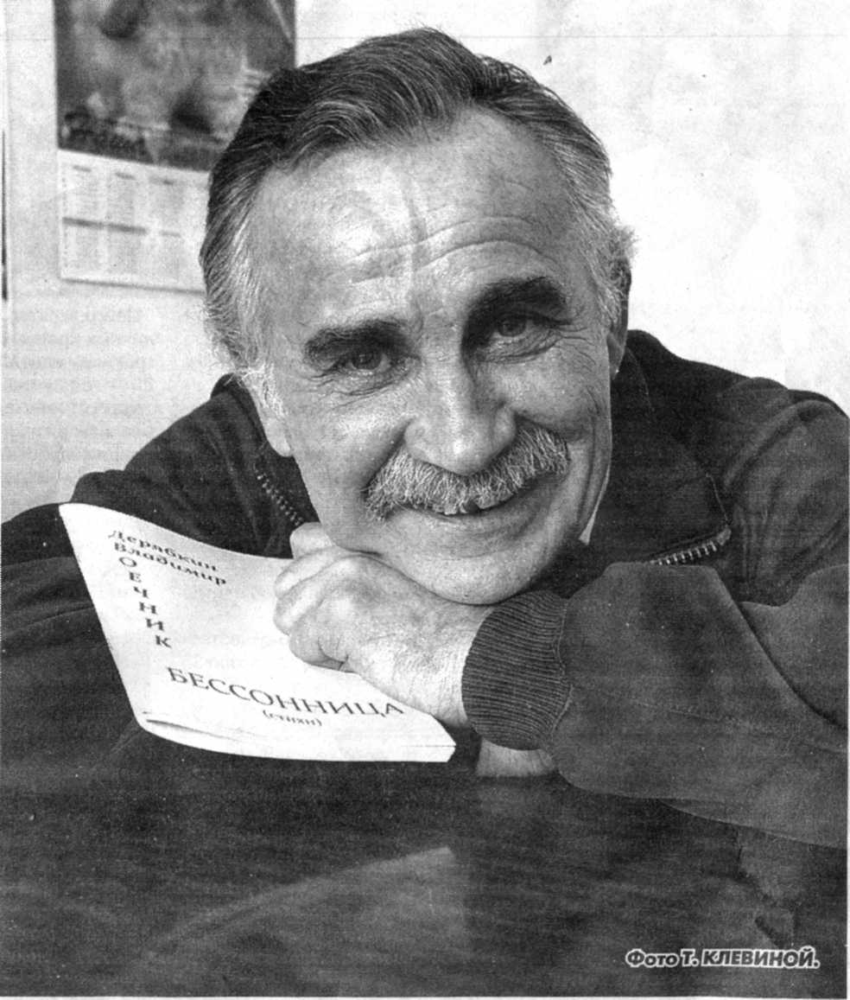 Дерябкин
Владимир
О
Е
Ч
Н
И
К
БЕССОННИЦА
(стихи)
Фото Т. КЛЕВИНОЙ.